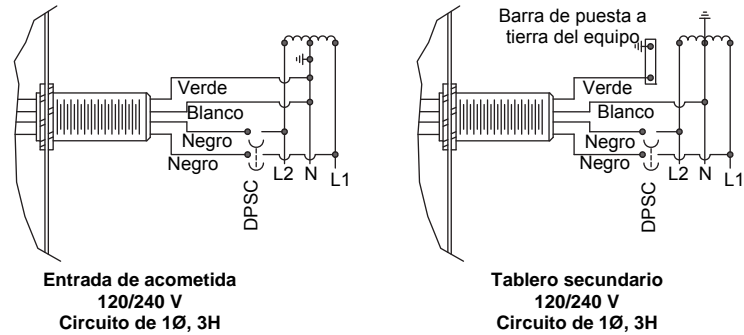 Verde
Blanco
Negro
Negro
DPSC
L2 N L1
Entrada de acometida
120/240 V
Circuito de 1Ø, 3H
Barra de puesta a
tierra del equipo
Verde
Blanco
Negro
Negro
DPSC
L2 N L1
Tablero secundario
120/240 V
Circuito de 1Ø, 3H